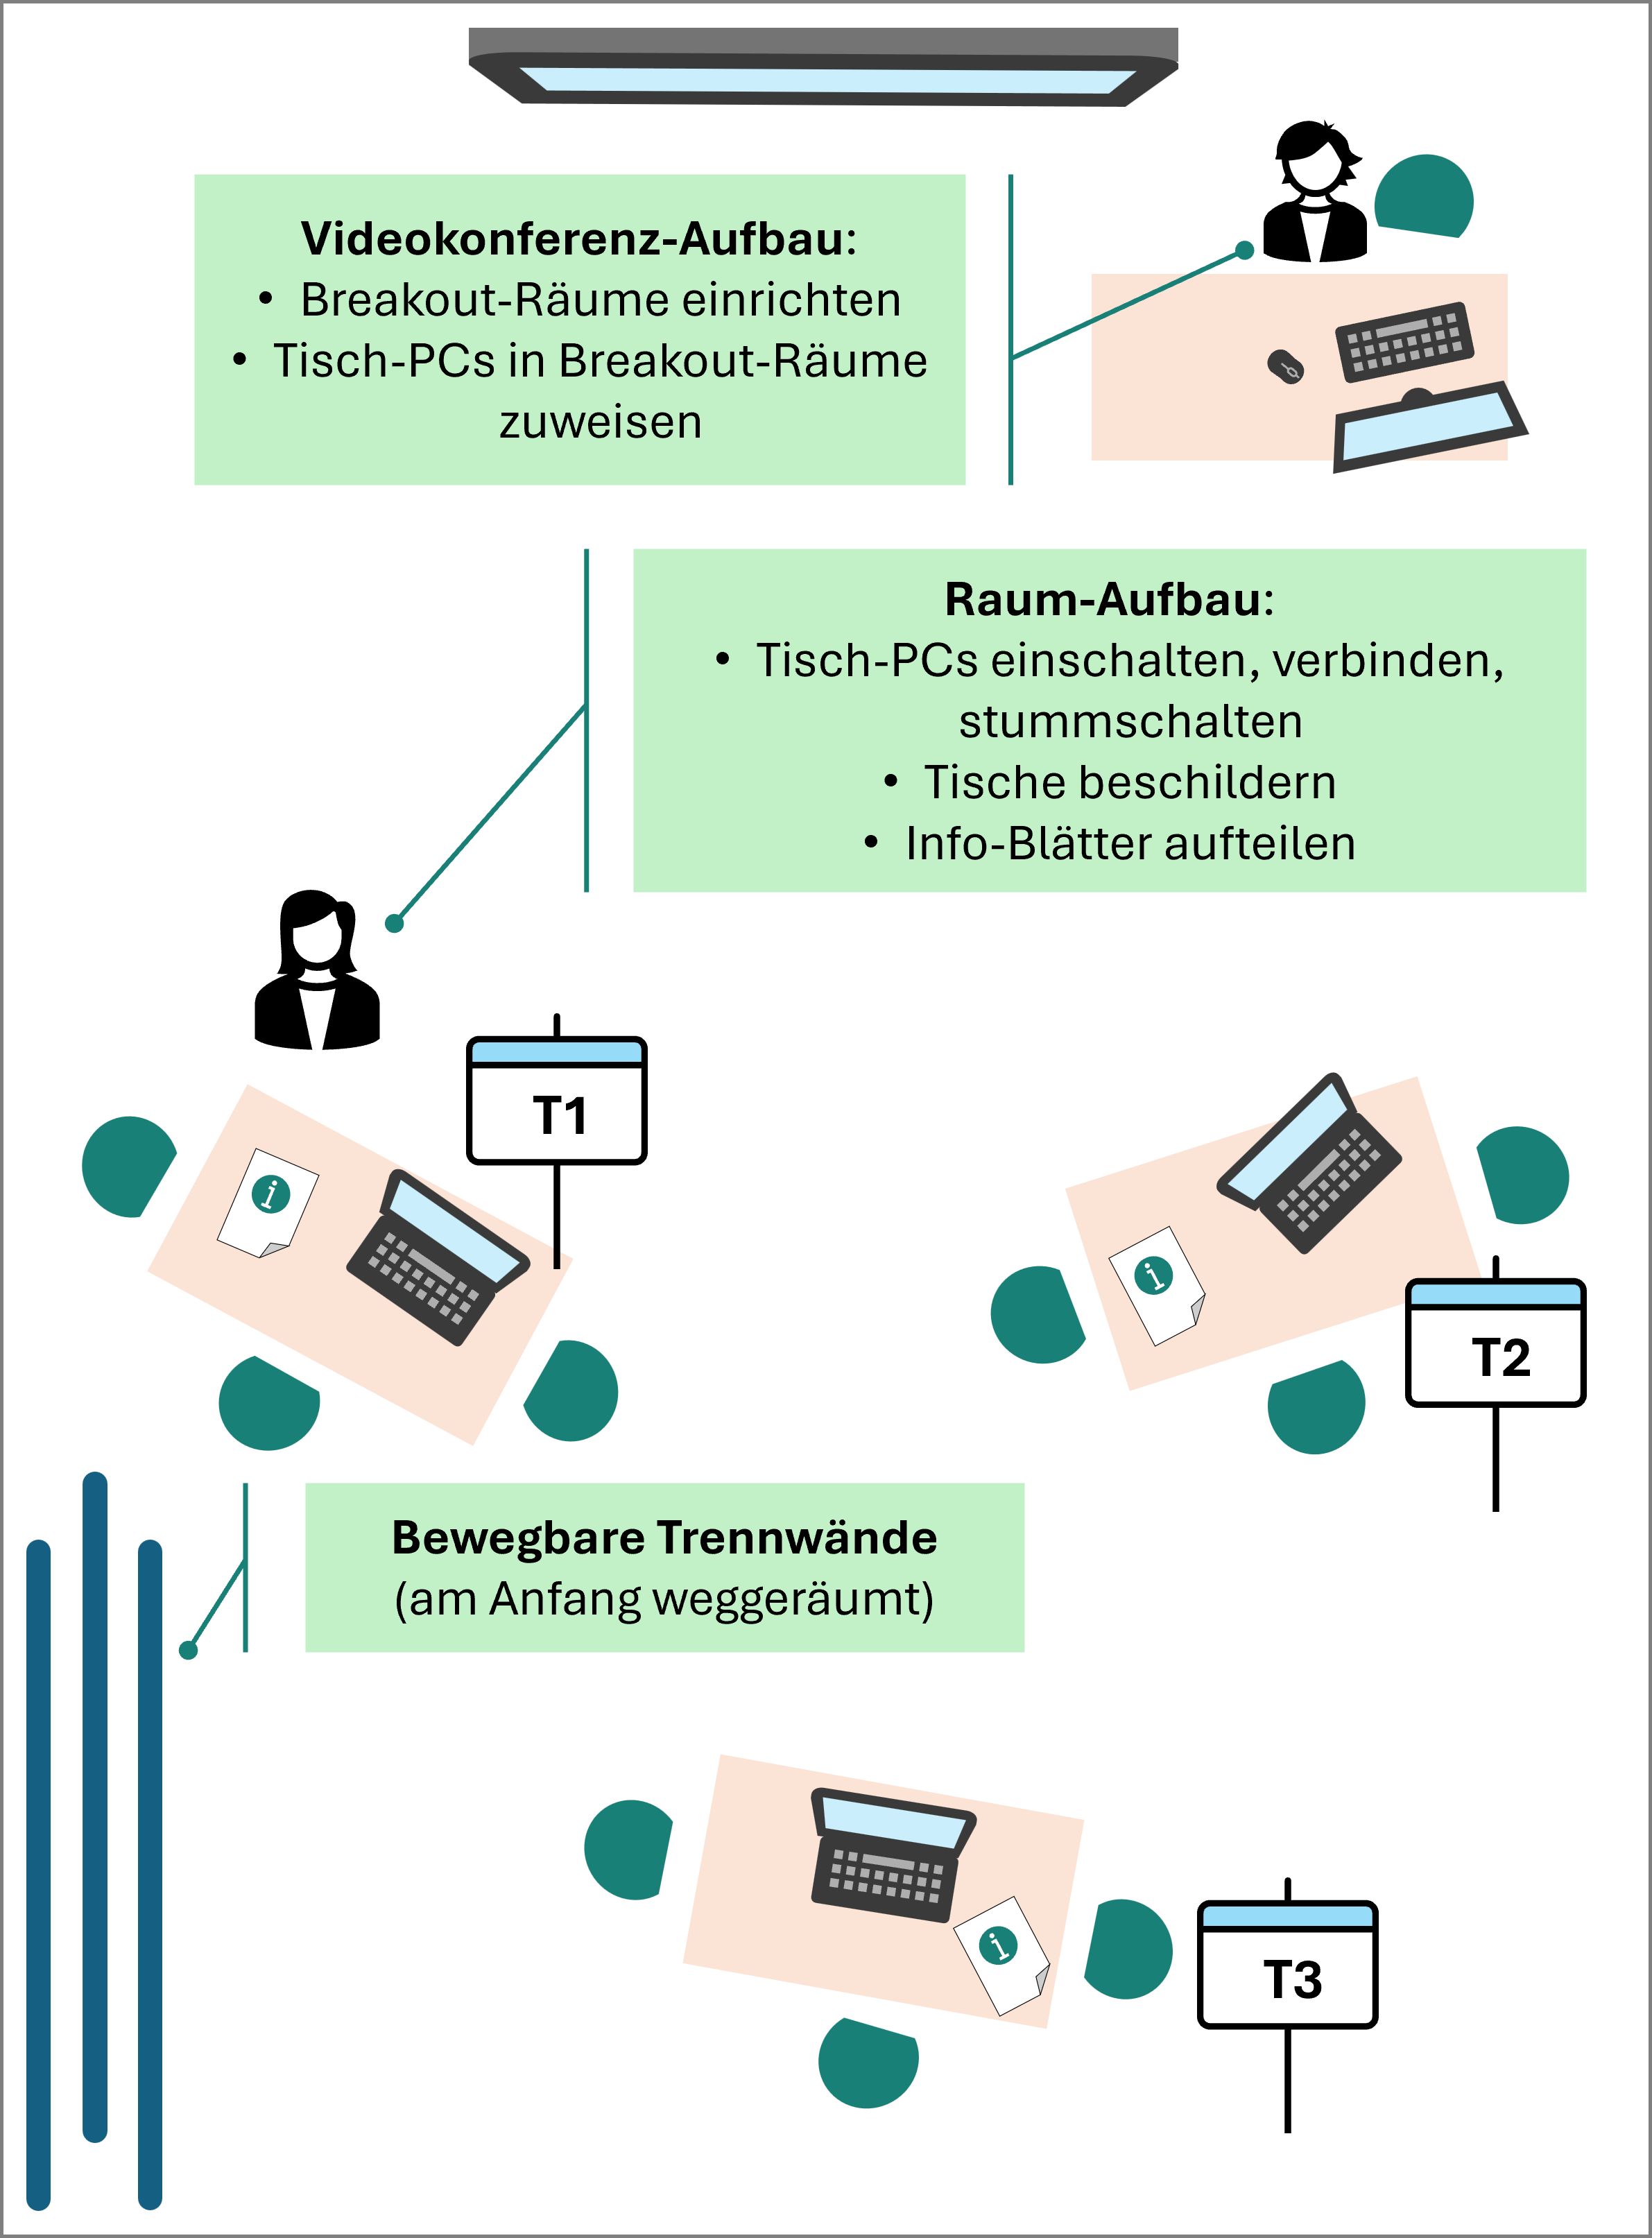 Videokonferenz-Aufbau:
• Breakout-Räume einrichten
• Tisch-PCs in Breakout-Räume
zuweisen
Raum-Aufbau:
• Tisch-PCs einschalten, verbinden,
stummschalten
• Tische beschildern
• Info-Blätter aufteilen
T1
i
i
T2
Bewegbare Trennwände
(am Anfang weggeräumt)
i
T3